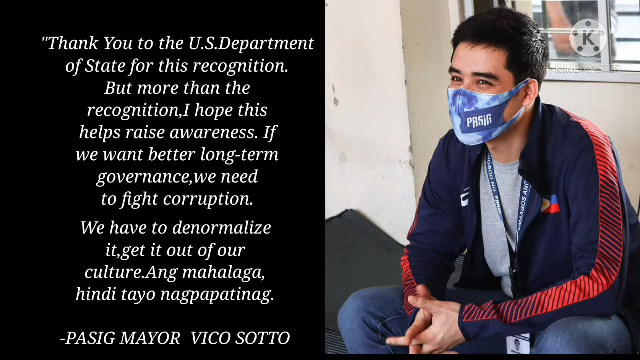 "Thank You to the U.S.Department
of State for this recognition.
But more than the
recognition,I hope this
helps raise awareness. If
we want better long-term
governance,we need
to fight corruption.
We have to denormalize
it,get it out of our
culture.Ang mahalaga,
hindi tayo nagpapatinag.
-PASIG MAYOR VICO SOTTO
PASIG